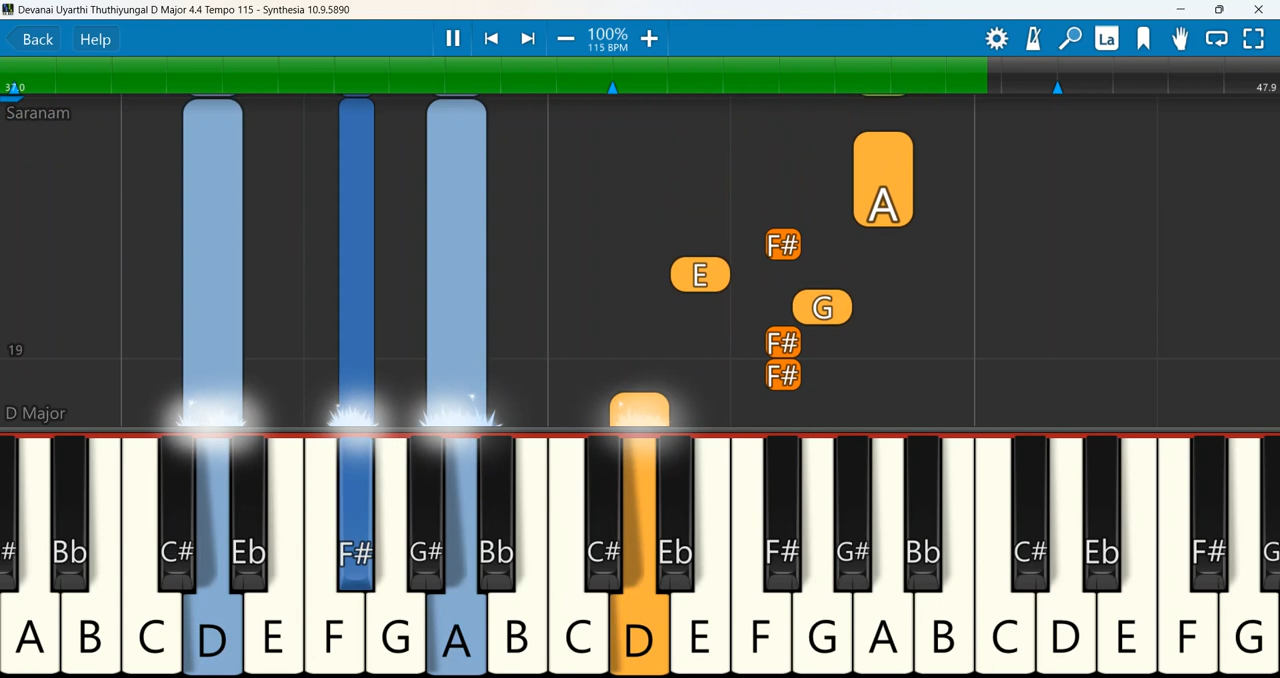 Devanai Uyarthi Thuthiyungal D Major 4.4 Tempo 115 - Synthesia 10.9.5890
Back Help 100% La
115 BPM
37.0 47.9
Saranam
A
F#
E
G
19
F#
F#
D Major
# Bb C# Eb F# G# Bb C# Eb F# G# Bb C# Eb F# G
A B C D E F G A B C D E F G A B C D E F G